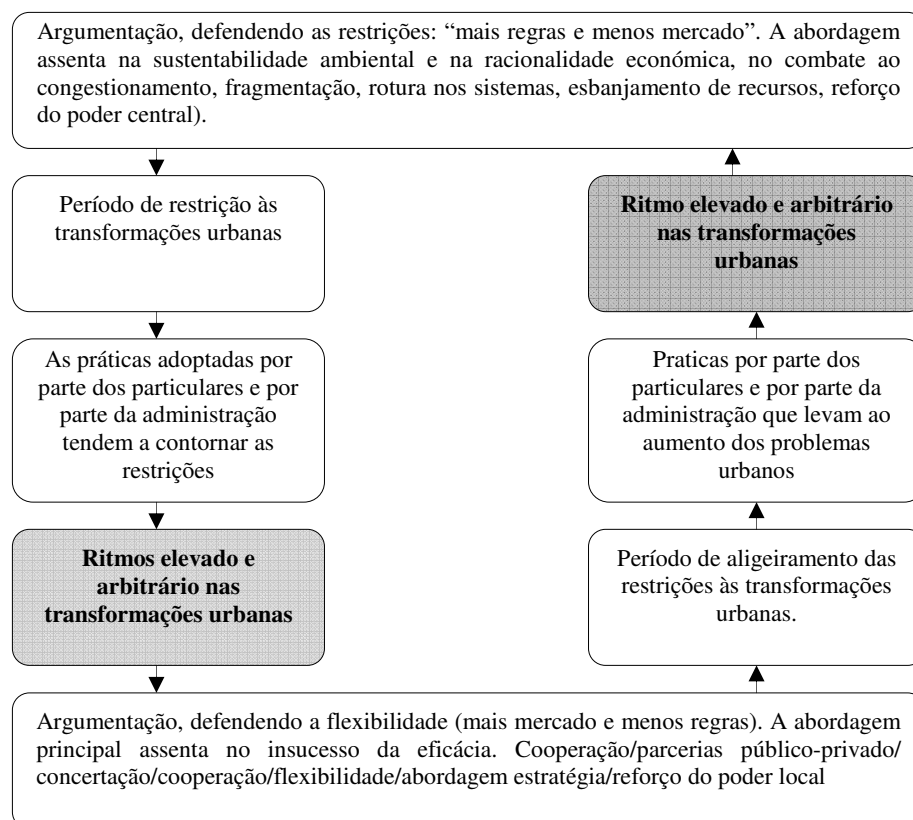 Argumentação, defendendo as restrições: “mais regras e menos mercado”. A abordagem
assenta na sustentabilidade ambiental e na racionalidade económica, no combate ao
congestionamento, fragmentação, rotura nos sistemas, esbanjamento de recursos, reforço
do poder central).
Período de restrição às
transformações urbanas
As práticas adoptadas por
parte dos particulares e por
parte da administração
tendem a contornar as
restrições
Ritmos elevado e
arbitrário nas
transformações urbanas
Ritmo elevado e arbitrário
nas transformações
urbanas
Praticas por parte dos
particulares e por parte da
administração que levam ao
aumento dos problemas
urbanos
Período de aligeiramento das
restrições às transformações
urbanas.
Argumentação, defendendo a flexibilidade (mais mercado e menos regras). A abordagem
principal assenta no insucesso da eficácia. Cooperação/parcerias público-privado/
concertação/cooperação/flexibilidade/abordagem estratégia/reforço do poder local